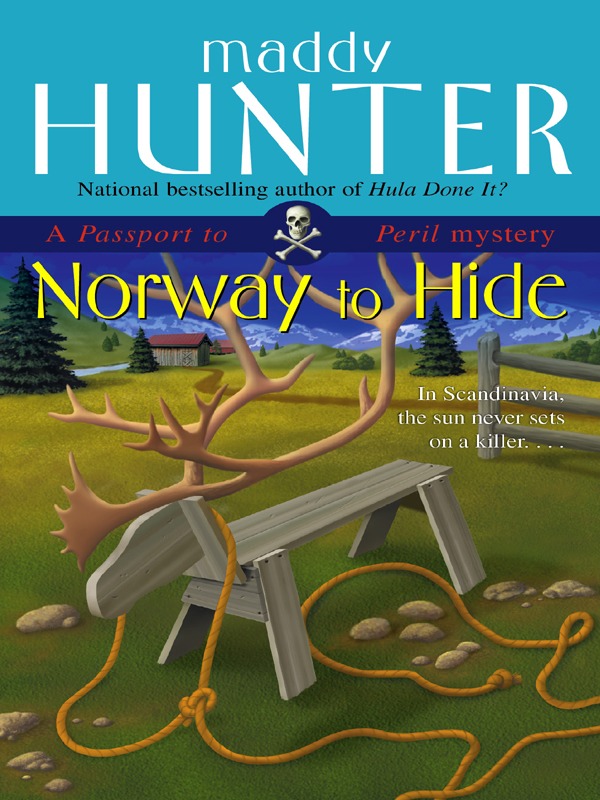 maddy
HUNTER
National bestselling author of Hula Done It?
A Passport to Peril mystery
Norway to Hide
In Scandinavia,
the sun never sets
on a killer. . . .